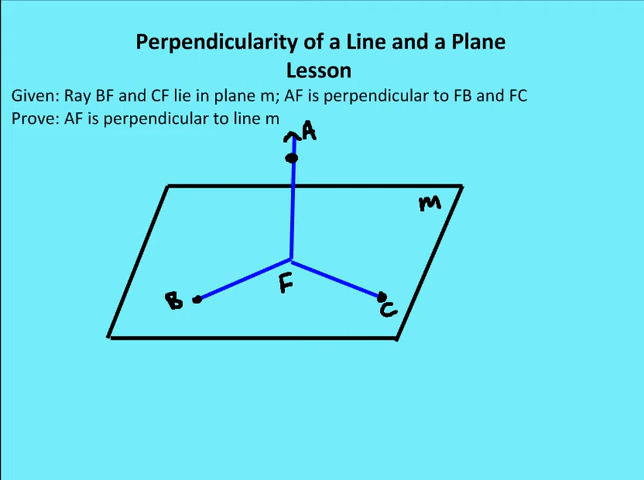 Perpendicularity of a Line and a Plane
Lesson
Given: Ray BF and CF lie in plane m; AF is perpendicular to FB and FC
Prove: AF is perpendicular to line m
A
m
F
B
C